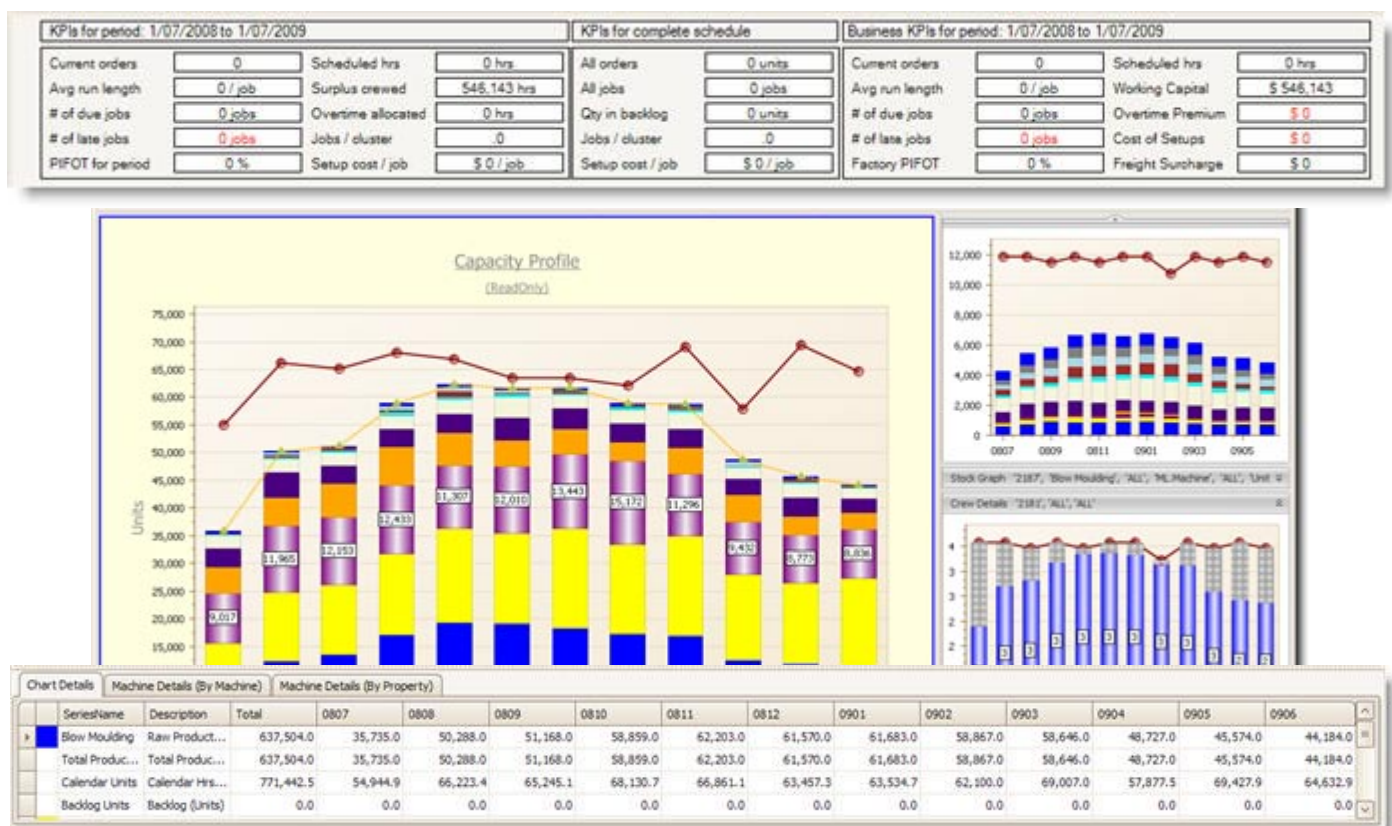 KPIs for period: 1/07/2008 to 1/07/2009 KPIs for complete schedule Business KPIs for period: 1/07/2008 to 1/07/2009
Current orders 0 Scheduled hrs 0 hrs All orders 0 units Current orders 0 Scheduled hrs 0 hrs
Avg run length 0 / job Surplus crewed 546,143 hrs All jobs 0 jobs Avg run length 0 / job Working Capital $ 546,143
# of due jobs 0 jobs Overtime allocated 0 hrs Qty in backlog 0 units # of due jobs 0 jobs Overtime Premium $ 0
# of late jobs 0 jobs Jobs / cluster .0 Jobs / cluster .0 # of late jobs 0 jobs Cost of Setups $ 0
PIFOT for period 0 % Setup cost / job $ 0 / job Setup cost / job $ 0 / job Factory PIFOT 0 % Freight Surcharge $ 0
Capacity Profile
(ReadOnly)
Units
75,000
70,000
65,000
60,000
55,000
50,000
45,000
40,000
35,000
30,000
25,000
20,000
15,000
9,017 11,965 12,153 12,433 11,307 12,010 13,443 15,172 11,296 9,432 8,773 8,836
12,000
10,000
8,000
6,000
4,000
2,000
0
0807 0809 0811 0901 0903 0905
Stock Graph '2187', 'Blow Moulding', 'ALL', 'ML.Machine', 'ALL', 'Unit
Crew Details '2181', 'ALL', 'ALL'
4
3
3
2
2
3 3 3 3 3 3 3 3 3 3 2 2
Chart Details Machine Details (By Machine) Machine Details (By Property)
SeriesName Description Total 0807 0808 0809 0810 0811 0812 0901 0902 0903 0904 0905 0906
Blow Moulding Raw Product... 637,504.0 35,735.0 50,288.0 51,168.0 58,859.0 62,203.0 61,570.0 61,683.0 58,867.0 58,646.0 48,727.0 45,574.0 44,184.0
Total Produc... Total Produc... 637,504.0 35,735.0 50,288.0 51,168.0 58,859.0 62,203.0 61,570.0 61,683.0 58,867.0 58,646.0 48,727.0 45,574.0 44,184.0
Calendar Units Calendar Hrs... 771,442.5 54,944.9 66,223.4 65,245.1 68,130.7 66,861.1 63,457.3 63,534.7 62,100.0 69,007.0 57,877.5 69,427.9 64,632.9
Backlog Units Backlog (Units) 0.0 0.0 0.0 0.0 0.0 0.0 0.0 0.0 0.0 0.0 0.0 0.0 0.0